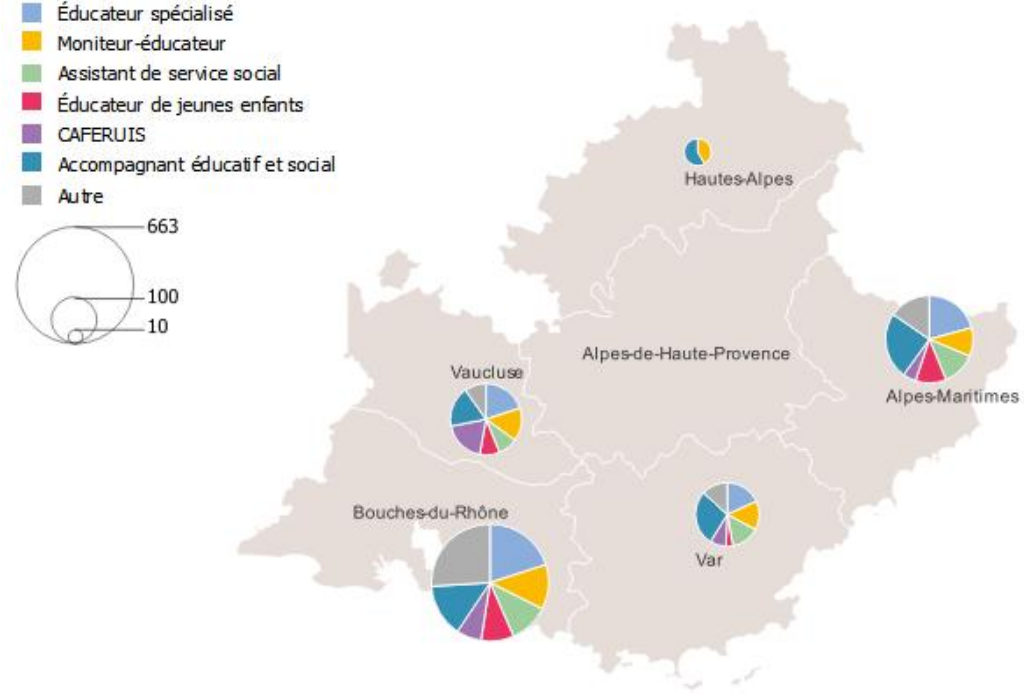 Éducateur spécialisé
Moniteur-éducateur
Assistant de service social
Éducateur de jeunes enfants
CAFERUIS
Accompagnant éducatif et social
Autre
663
100
10
Hautes-Alpes
Alpes-de-Haute-Provence
Vaucluse
Alpes-Maritimes
Bouches-du-Rhône
Var